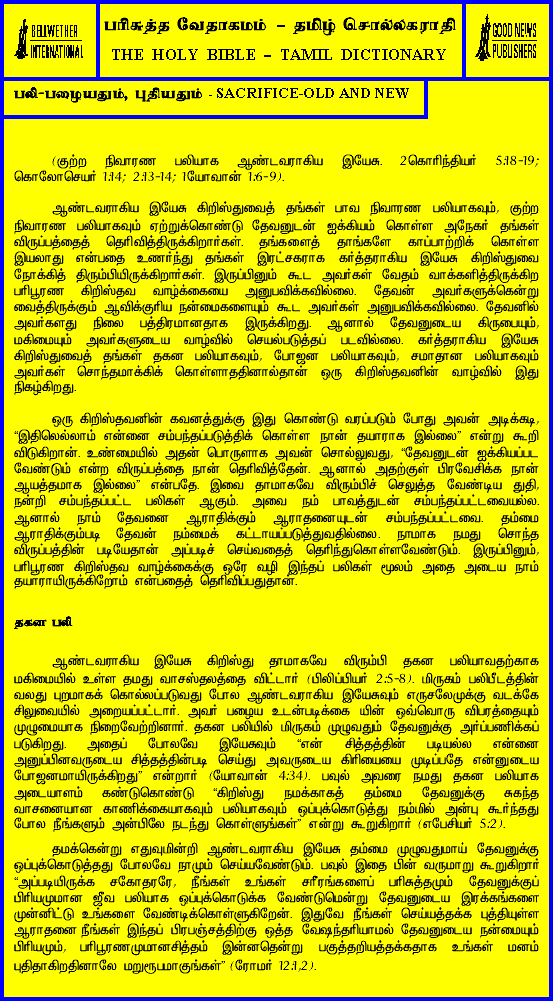 BELLWETHER
INTERNATIONAL
பரிசுத்த வேதாகமம் – தமிழ் சொல்லகராதி
THE HOLY BIBLE – TAMIL DICTIONARY
GOOD NEWS
PUBLISHERS
பலி-பழையதும், புதியதும் - SACRIFICE-OLD AND NEW
(குற்ற நிவாரண பலியாக ஆண்டவராகிய இயேசு. 2கொரிந்தியர் 5:18-19;
கொலோசெயர் 1:14; 2:13-14; 1யோவான் 1:6-9).
ஆண்டவராகிய இயேசு கிறிஸ்துவைத் தங்கள் பாவ நிவாரண பலியாகவும், குற்ற
நிவாரண பலியாகவும் ஏற்றுக்கொண்டு தேவனுடன் ஐக்கியம் கொள்ள அநேகர் தங்கள்
விருப்பத்தைத் தெரிவித்திருக்கிறார்கள். தங்களைத் தாங்களே காப்பாற்றிக் கொள்ள
இயலாது என்பதை உணர்ந்து தங்கள் இரட்சகராக கர்த்தராகிய இயேசு கிறிஸ்துவை
நோக்கித் திரும்பியிருக்கிறார்கள். இருப்பினும் கூட அவர்கள் வேதம் வாக்களித்திருக்கிற
பரிபூரண கிறிஸ்தவ வாழ்க்கையை அனுபவிக்கவில்லை. தேவன் அவர்களுக்கென்று
வைத்திருக்கும் ஆவிக்குரிய நன்மைகளையும் கூட அவர்கள் அனுபவிக்கவில்லை. தேவனில்
அவர்களது நிலை பத்திரமானதாக இருக்கிறது. ஆனால் தேவனுடைய கிருபையும்,
மகிமையும் அவர்களுடைய வாழ்வில் செயல்படுத்தப் படவில்லை. கர்த்தராகிய இயேசு
கிறிஸ்துவைத் தங்கள் தகன பலியாகவும், போஜன பலியாகவும், சமாதான பலியாகவும்
அவர்கள் சொந்தமாக்கிக் கொள்ளாததினால்தான் ஒரு கிறிஸ்தவனின் வாழ்வில் இது
நிகழ்கிறது.
ஒரு கிறிஸ்தவனின் கவனத்துக்கு இது கொண்டு வரப்படும் போது அவன் அடிக்கடி,
“இதிலெல்லாம் என்னை சம்பந்தப்படுத்திக் கொள்ள நான் தயாராக இல்லை” என்று கூறி
விடுகிறான். உண்மையில் அதன் பொருளாக அவன் சொல்லுவது, “தேவனுடன் ஐக்கியப்பட
வேண்டும் என்ற விருப்பத்தை நான் தெரிவித்தேன். ஆனால் அதற்குள் பிரவேசிக்க நான்
ஆயத்தமாக இல்லை” என்பதே. இவை தாமாகவே விரும்பிச் செலுத்த வேண்டிய துதி,
நன்றி சம்பந்தப்பட்ட பலிகள் ஆகும். அவை நம் பாவத்துடன் சம்பந்தப்பட்டவையல்ல.
ஆனால் நாம் தேவனை ஆராதிக்கும் ஆராதனையுடன் சம்பந்தப்பட்டவை. தம்மை
ஆராதிக்கும்படி தேவன் நம்மைக் கட்டாயப்படுத்துவதில்லை. நாமாக நமது சொந்த
விருப்பத்தின் படியேதான் அப்படிச் செய்வதைத் தெரிந்துகொள்ளவேண்டும். இருப்பினும்,
பரிபூரண கிறிஸ்தவ வாழ்க்கைக்கு ஒரே வழி இந்தப் பலிகள் மூலம் அதை அடைய நாம்
தயாராயிருக்கிறோம் என்பதைத் தெரிவிப்பதுதான்.
தகன பலி
ஆண்டவராகிய இயேசு கிறிஸ்து தாமாகவே விரும்பி தகன பலியாவதற்காக
மகிமையில் உள்ள தமது வாசஸ்தலத்தை விட்டார் (பிலிப்பியர் 2:5-8). மிருகம் பலிபீடத்தின்
வலது புறமாகக் கொல்லப்படுவது போல ஆண்டவராகிய இயேசுவும் எருசலேமுக்கு வடக்கே
சிலுவையில் அறையப்பட்டார். அவர் பழைய உடன்படிக்கை யின் ஒவ்வொரு விபரத்தையும்
முழுமையாக நிறைவேற்றினார். தகன பலியில் மிருகம் முழுவதும் தேவனுக்கு அர்ப்பணிக்கப்
படுகிறது. அதைப் போலவே இயேசுவும் “என் சித்தத்தின் படியல்ல என்னை
அனுப்பினவருடைய சித்தத்தின்படி செய்து அவருடைய கிரியையை முடிப்பதே என்னுடைய
போஜனமாயிருக்கிறது” என்றார் (யோவான் 4:34). பவுல் அவரை நமது தகன பலியாக
அடையாளம் கண்டுகொண்டு “கிறிஸ்து நமக்காகத் தம்மை தேவனுக்கு சுகந்த
வாசனையான காணிக்கையாகவும் பலியாகவும் ஒப்புக்கொடுத்து நம்மில் அன்பு கூர்ந்தது
போல நீங்களும் அன்பிலே நடந்து கொள்ளுங்கள்” என்று கூறுகிறார் (எபேசியர் 5:2).
தமக்கென்று எதுவுமின்றி ஆண்டவராகிய இயேசு தம்மை முழுவதுமாய் தேவனுக்கு
ஒப்புக்கொடுத்தது போலவே நாமும் செய்யவேண்டும். பவுல் இதை பின் வருமாறு கூறுகிறார்
“அப்படியிருக்க சகோதரரே, நீங்கள் உங்கள் சரீரங்களைப் பரிசுத்தமும் தேவனுக்குப்
பிரியமுமான ஜீவ பலியாக ஒப்புக்கொடுக்க வேண்டுமென்று தேவனுடைய இரக்கங்களை
முன்னிட்டு உங்களை வேண்டிக்கொள்ளுகிறேன். இதுவே நீங்கள் செய்யத்தக்க புத்தியுள்ள
ஆராதனை நீங்கள் இந்தப் பிரபஞ்சத்திற்கு ஒத்த வேஷந்தரியாமல் தேவனுடைய நன்மையும்
பிரியமும், பரிபூரணமுமானசித்தம் இன்னதென்று பகுத்தறியத்தக்கதாக உங்கள் மனம்
புதிதாகிறதினாலே மறுரூபமாகுங்கள்” (ரோமர் 12:1,2).